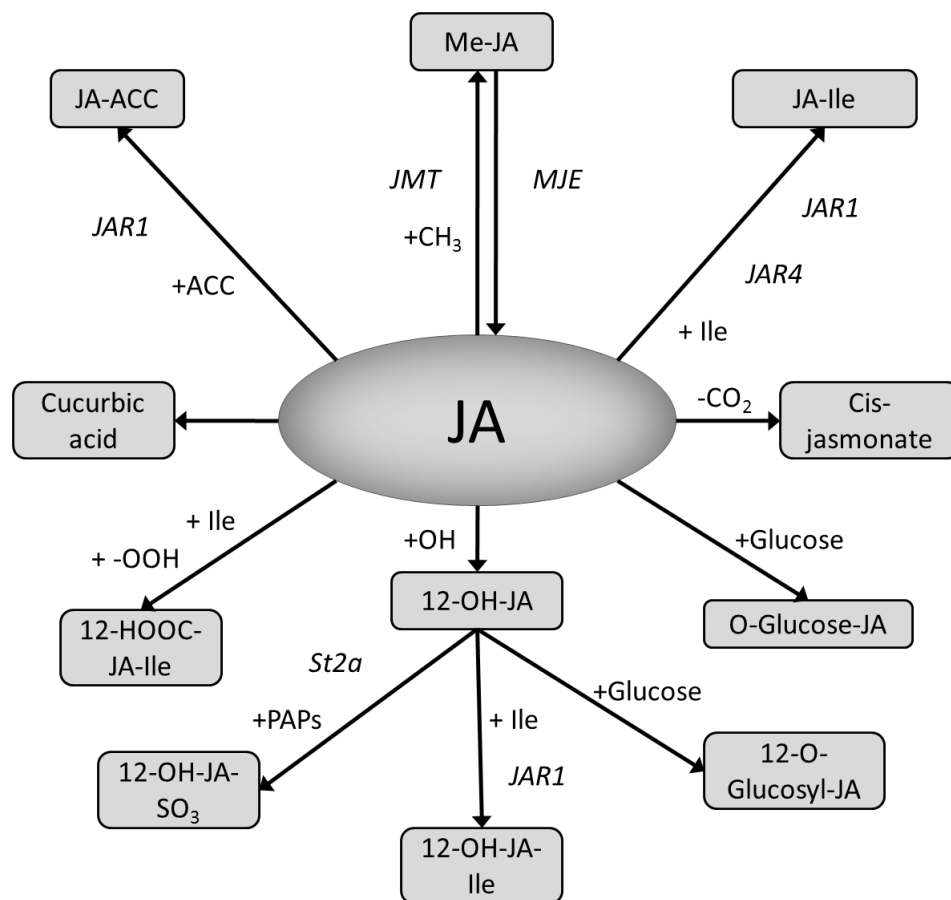 Me-JA
JA-ACC
JA-Ile
JMT
MJE
+CH₃
JAR1
+ACC
JAR1
JAR4
+ Ile
Cucurbic
acid
JA
-CO₂
Cis-
jasmonate
+ Ile
+ -OOH
+OH
+Glucose
12-HOOC-
JA-Ile
12-OH-JA
O-Glucose-JA
St2a
+PAPs
+ Ile
JAR1
+Glucose
12-OH-JA-
SO₃
12-OH-JA-
Ile
12-O-
Glucosyl-JA